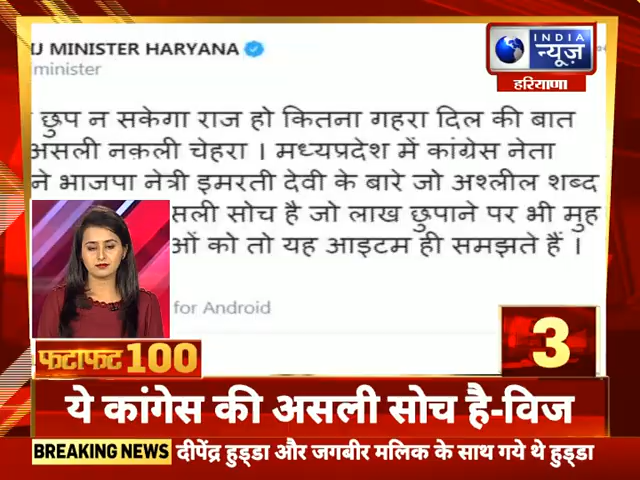 IJ MINISTER HARYANA
minister
INDIA
न्यूज़
हरियाणा
छुप न सकेगा राज हो कितना गहरा दिल की बात
असली नक़ली चेहरा । मध्यप्रदेश में कांग्रेस नेता
ने भाजपा नेत्री इमरती देवी के बारे जो अश्लील शब्द
सली सोच है जो लाख छुपाने पर भी मुह
ओं को तो यह आइटम ही समझते हैं ।
for Android
फटाफट 100
3
ये कांगेस की असली सोच है-विज
BREAKING NEWS दीपेंद्र हुड्डा और जगबीर मलिक के साथ गये थे हुड्डा